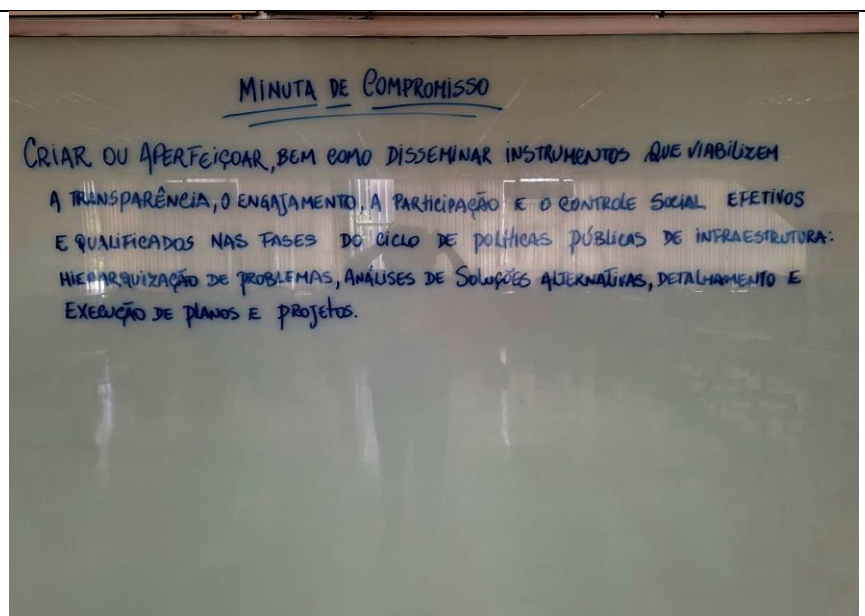 MINUTA DE COMPROMISSO
CRIAR OU APERFEIÇOAR, BEM COMO DISSEMINAR INSTRUMENTOS QUE VIABILIZEM
A TRANSPARÊNCIA, O ENGAJAMENTO, A PARTICIPAÇÃO E O CONTROLE SOCIAL EFETIVOS
E QUALIFICADOS NAS FASES DO CICLO DE POLÍTICAS PÚBLICAS DE INFRAESTRUTURA:
HIERARQUIZAÇÃO DE PROBLEMAS, ANÁLISES DE SOLUÇÕES ALTERNATIVAS, DETALHAMENTO E
EXECUÇÃO DE PLANOS E PROJETOS.